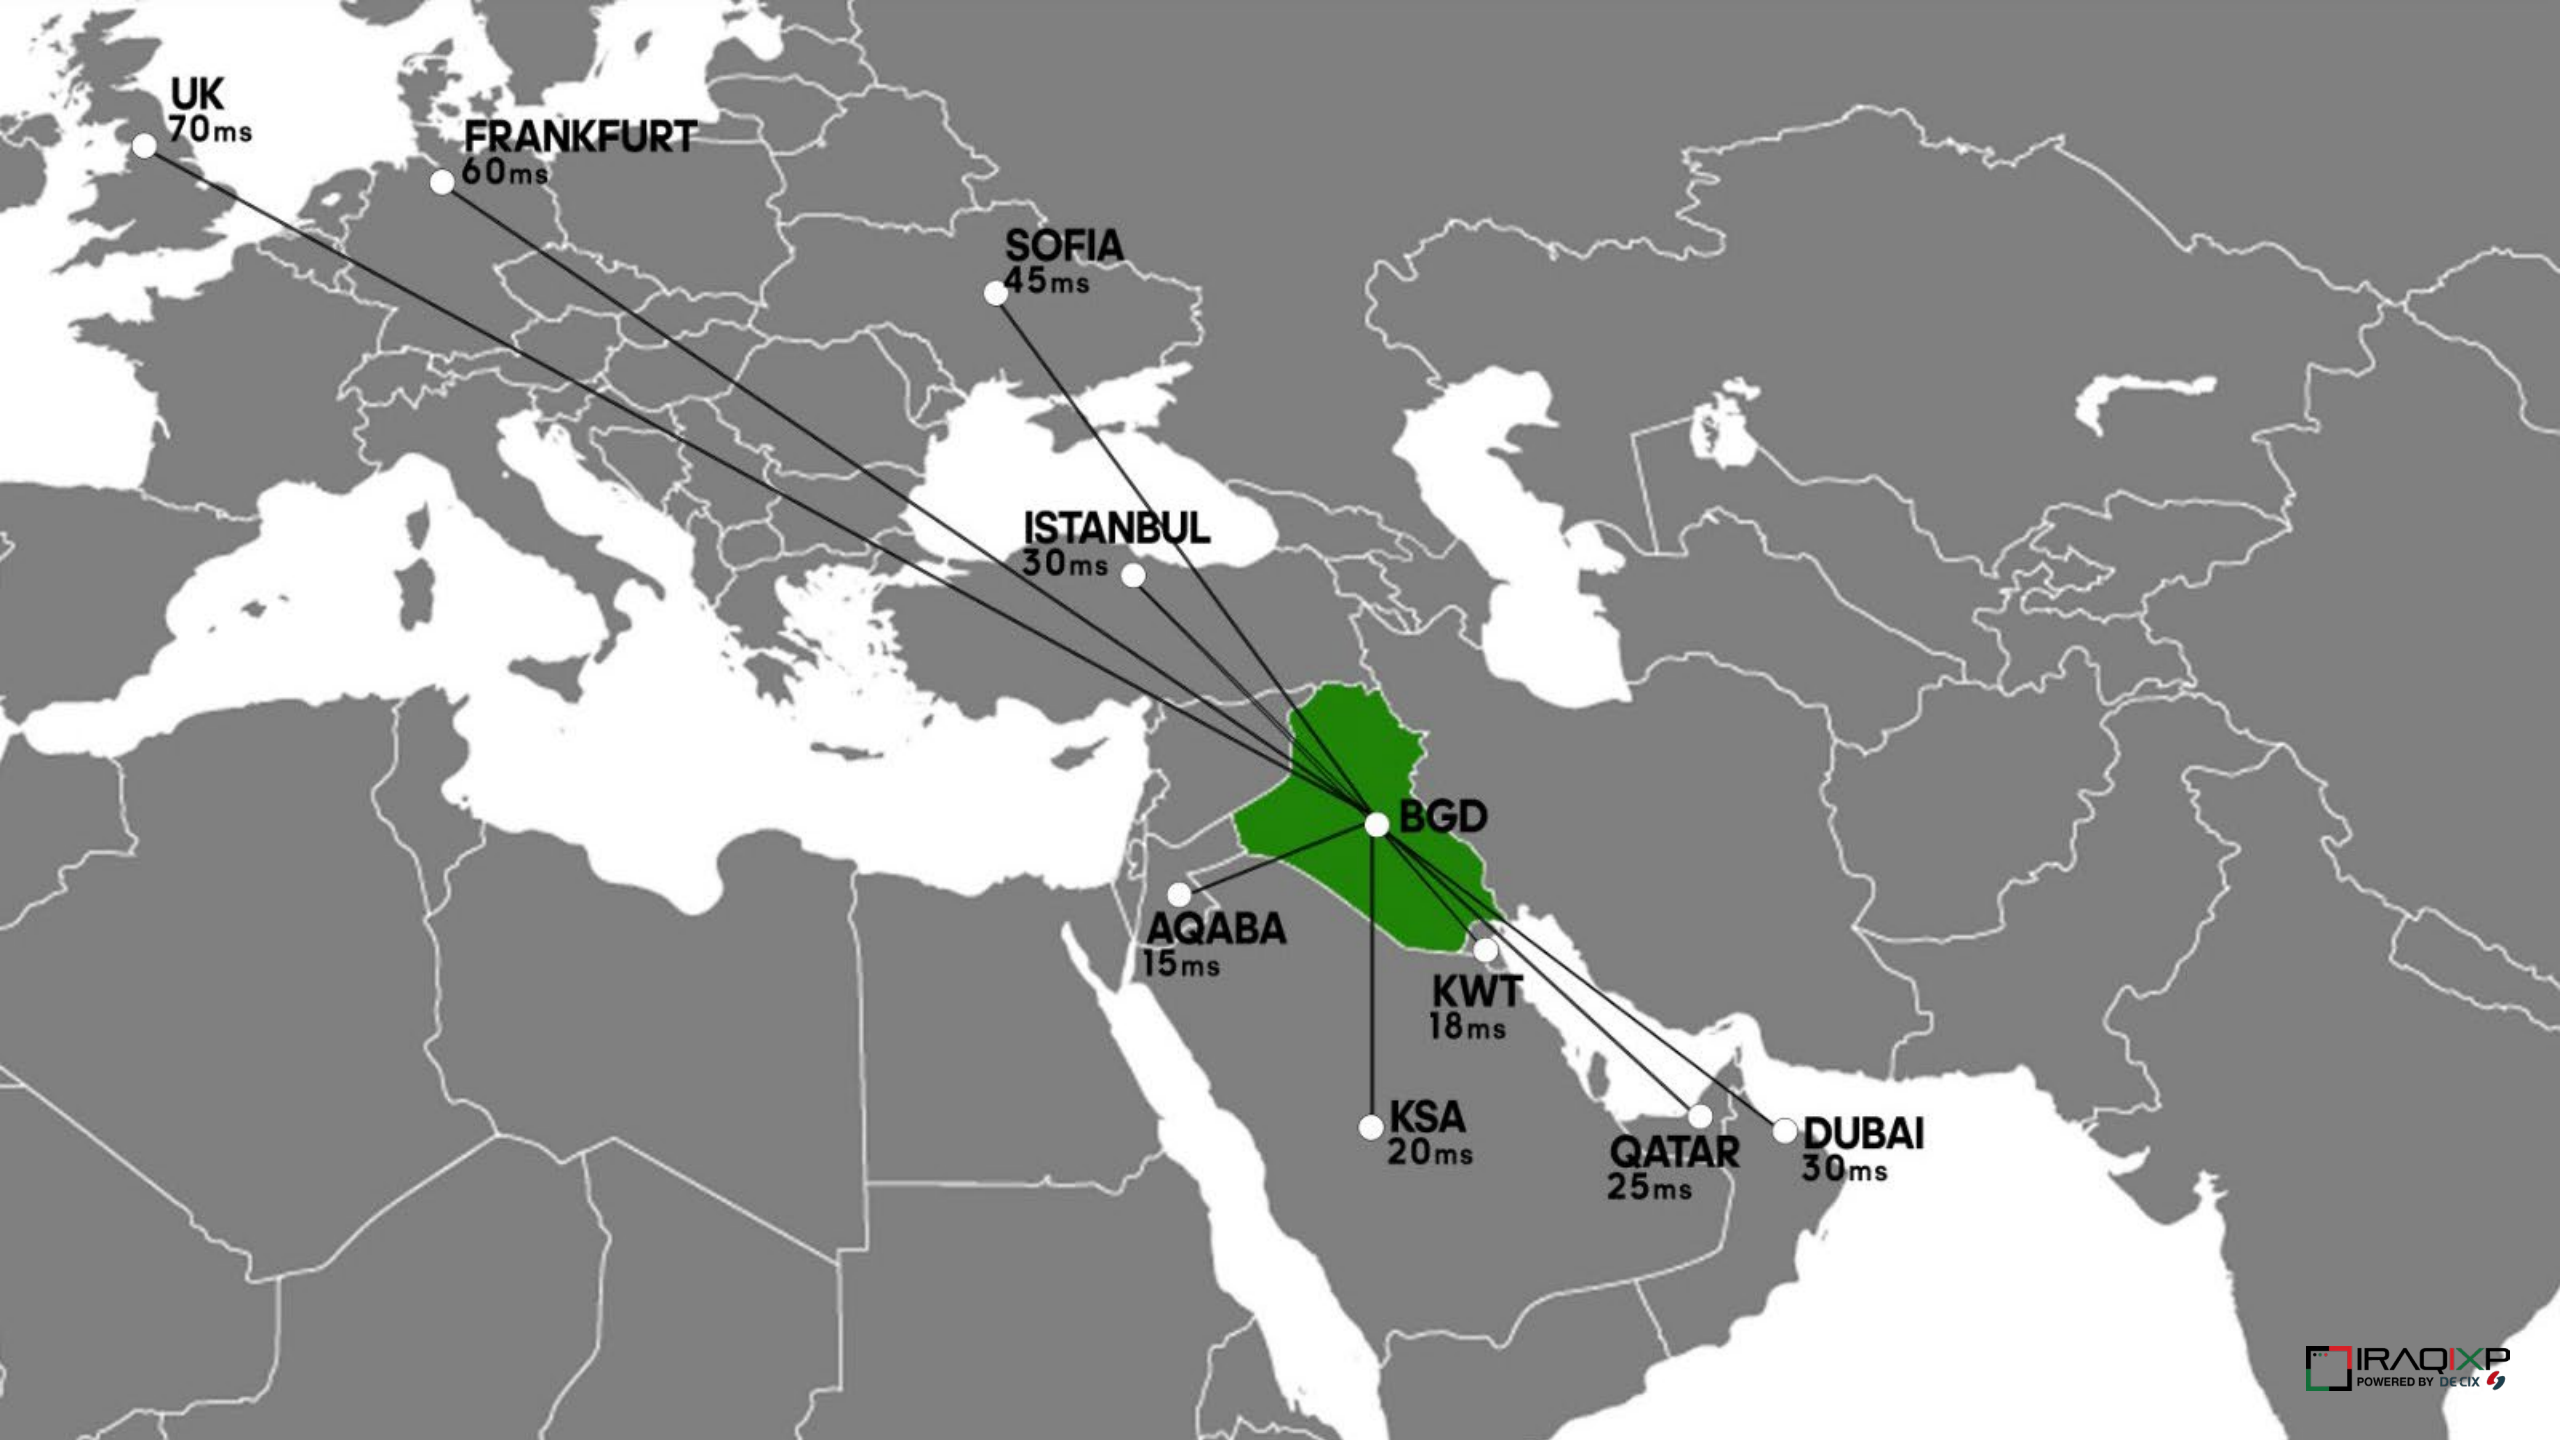 UK
70ms
FRANKFURT
60ms
SOFIA
45ms
ISTANBUL
30ms
BGD
AQABA
15ms
KWT
18ms
KSA
20ms
QATAR
25ms
DUBAI
30ms
IRAQIXP
POWERED BY DE CIX